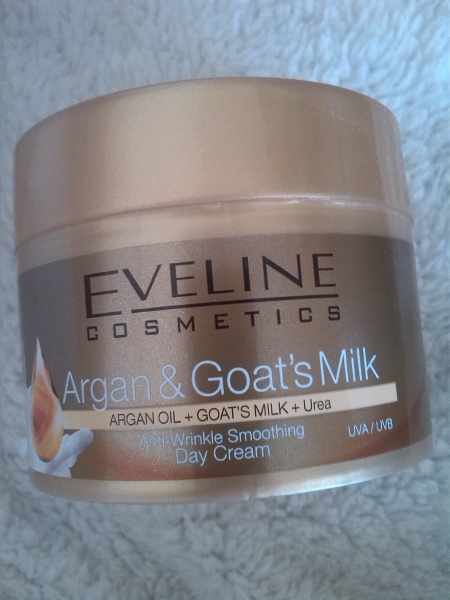 EVELINE
COSMETICS
Argan & Goat's Milk
ARGAN OIL + GOAT'S MILK + Urea
Anti-Wrinkle Smoothing
Day Cream
UVA / UVB